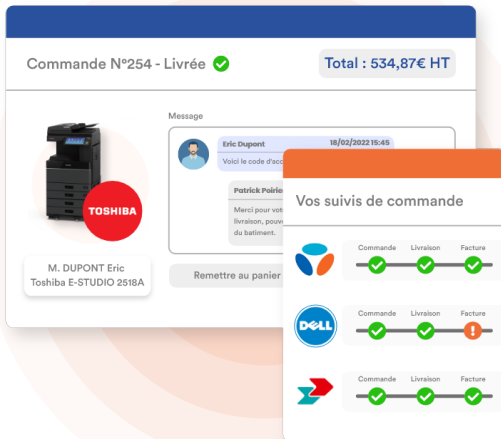 Commande N°254 - Livrée
Total : 534,87€ HT
Message
Eric Dupont
18/02/2022 15:45
Voici le code d'acc
Patrick Poirie
Merci pour vot
livraison, pouv
du batiment.
TOSHIBA
M. DUPONT Eric
Toshiba E-STUDIO 2518A
Remettre au panier
Vos suivis de commande
Commande Livraison Facture
DELL
Commande Livraison Facture
Commande Livraison Facture